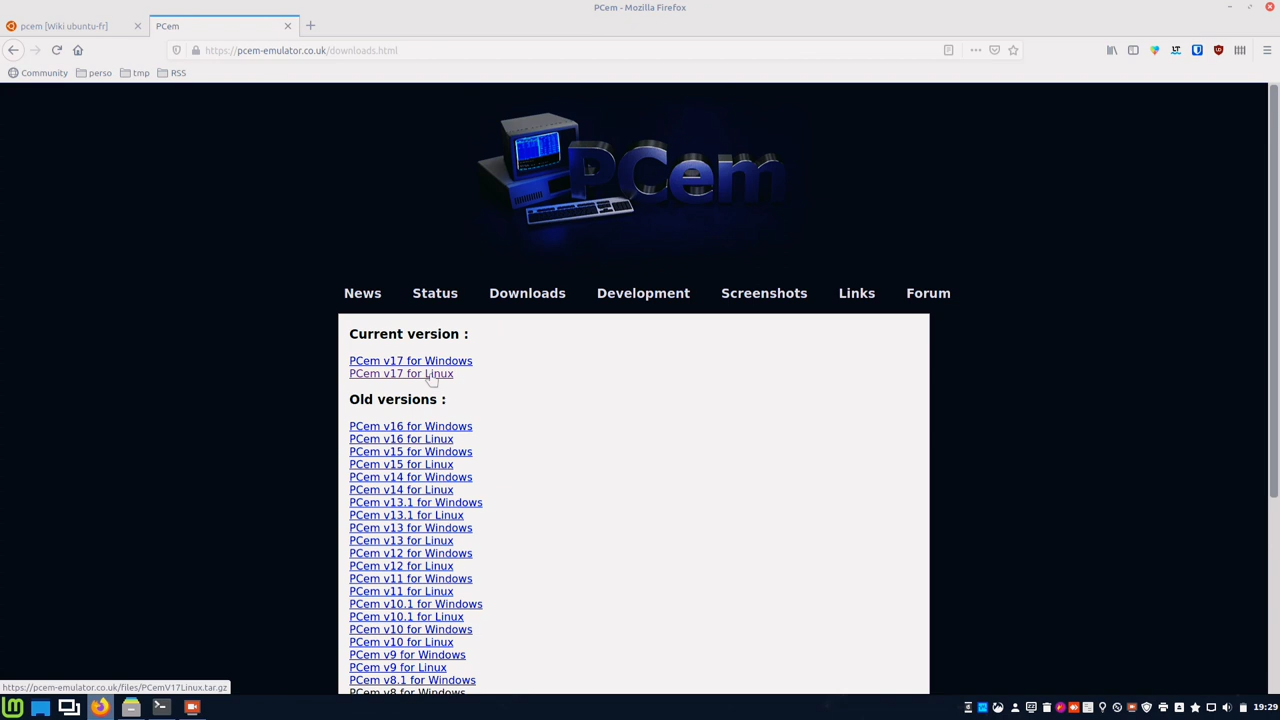 PCem - Mozilla Firefox
pcem [Wiki ubuntu-fr]
PCem
https://pcem-emulator.co.uk/downloads.html
Community
perso
tmp
RSS
PCem
News
Status
Downloads
Development
Screenshots
Links
Forum
Current version :
PCem v17 for Windows
PCem v17 for Linux
Old versions :
PCem v16 for Windows
PCem v16 for Linux
PCem v15 for Windows
PCem v15 for Linux
PCem v14 for Windows
PCem v14 for Linux
PCem v13.1 for Windows
PCem v13.1 for Linux
PCem v13 for Windows
PCem v13 for Linux
PCem v12 for Windows
PCem v12 for Linux
PCem v11 for Windows
PCem v11 for Linux
PCem v10.1 for Windows
PCem v10.1 for Linux
PCem v10 for Windows
PCem v10 for Linux
PCem v9 for Windows
PCem v9 for Linux
PCem v8.1 for Windows
PCem v8 for Windows
https://pcem-emulator.co.uk/files/PCemV17Linux.tar.gz
19:29